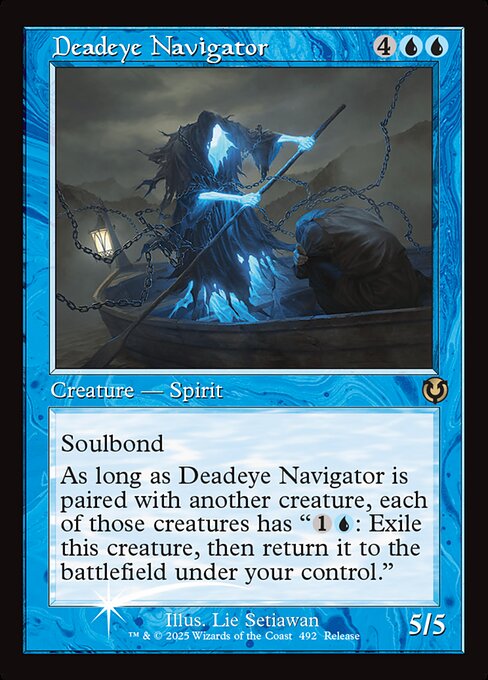 Deadeye Navigator 4
Creature — Spirit
Soulbond
As long as Deadeye Navigator is
paired with another creature, each
of those creatures has “1 : Exile
this creature, then return it to the
battlefield under your control.”
Illus. Lie Setiawan
5/5
™ & © 2025 Wizards of the Coast 492 Release